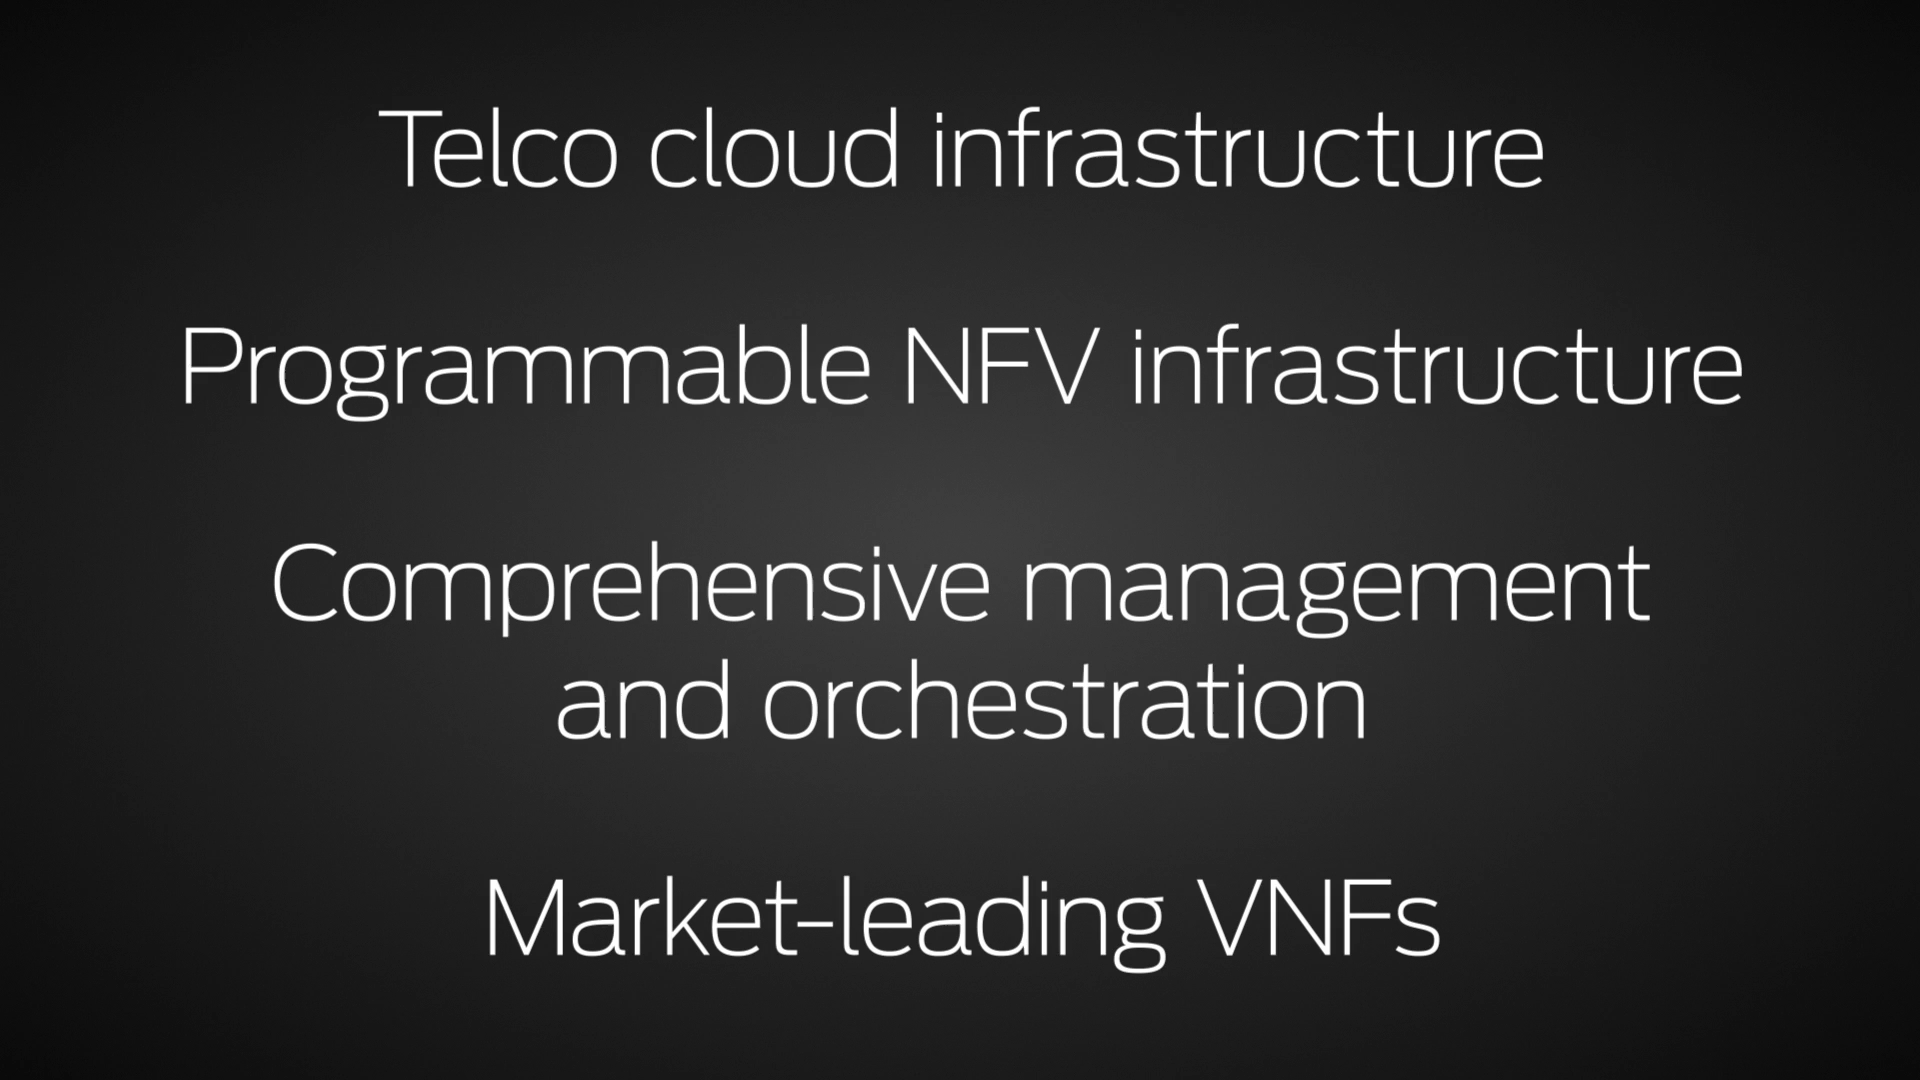 Telco cloud infrastructure
Programmable NFV infrastructure
Comprehensive management
and orchestration
Market-leading VNFs